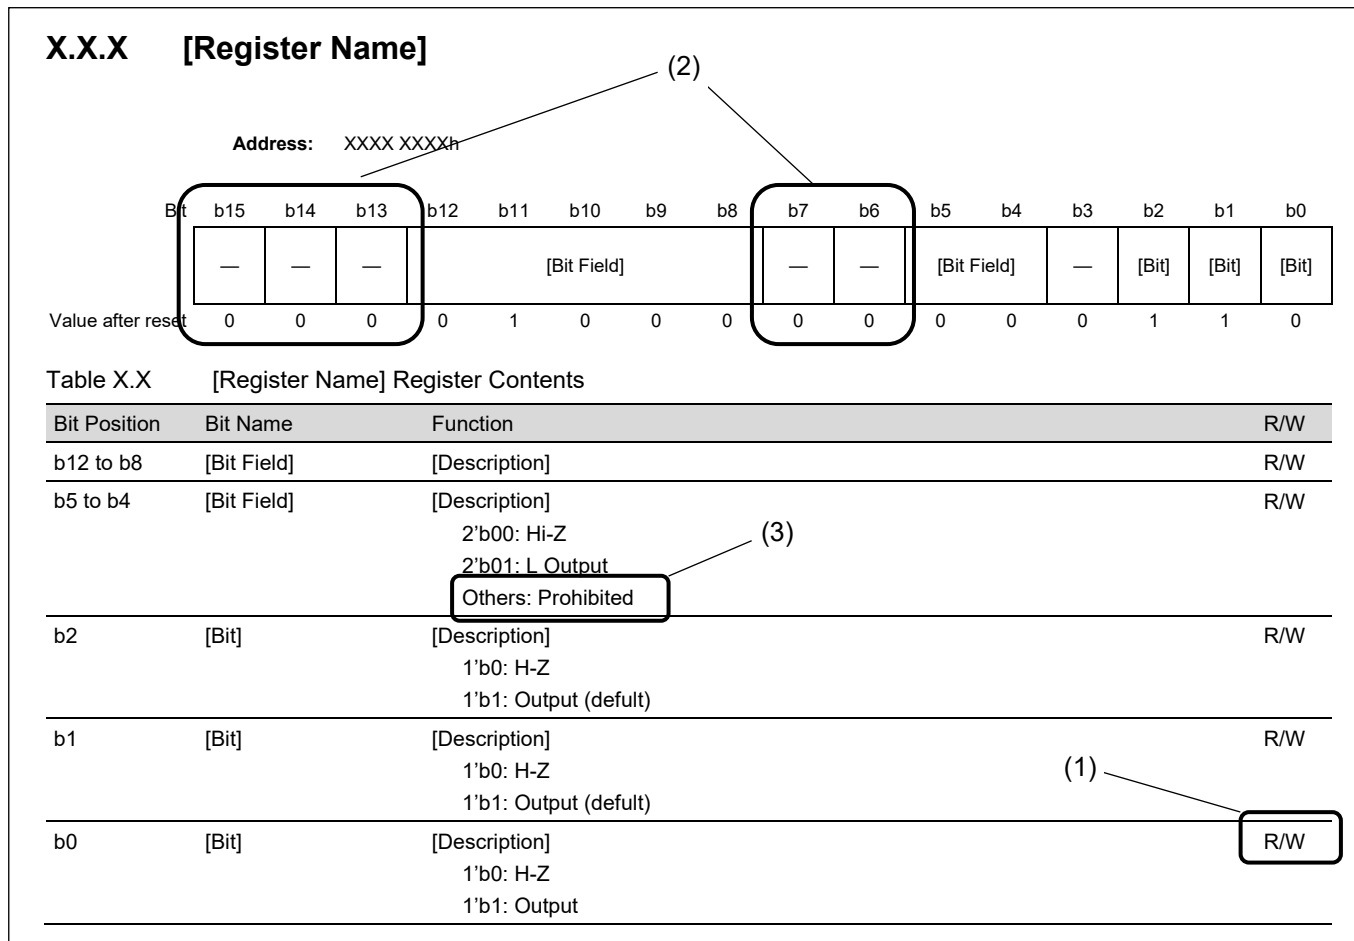 X.X.X [Register Name]
(2)
Address: XXXX XXXXh
Bit b15 b14 b13 b12 b11 b10 b9 b8 b7 b6 b5 b4 b3 b2 b1 b0
— — — [Bit Field] — — [Bit Field] — [Bit] [Bit] [Bit]
Value after reset 0 0 0 0 1 0 0 0 0 0 0 0 0 1 1 0
Table X.X [Register Name] Register Contents
Bit Position Bit Name Function R/W
b12 to b8 [Bit Field] [Description] R/W
b5 to b4 [Bit Field] [Description] R/W
2’b00: Hi-Z
(3)
2’b01: L Output
Others: Prohibited
b2 [Bit] [Description] R/W
1’b0: H-Z
1’b1: Output (defult)
b1 [Bit] [Description] R/W
1’b0: H-Z
(1)
1’b1: Output (defult)
b0 [Bit] [Description] R/W
1’b0: H-Z
1’b1: Output